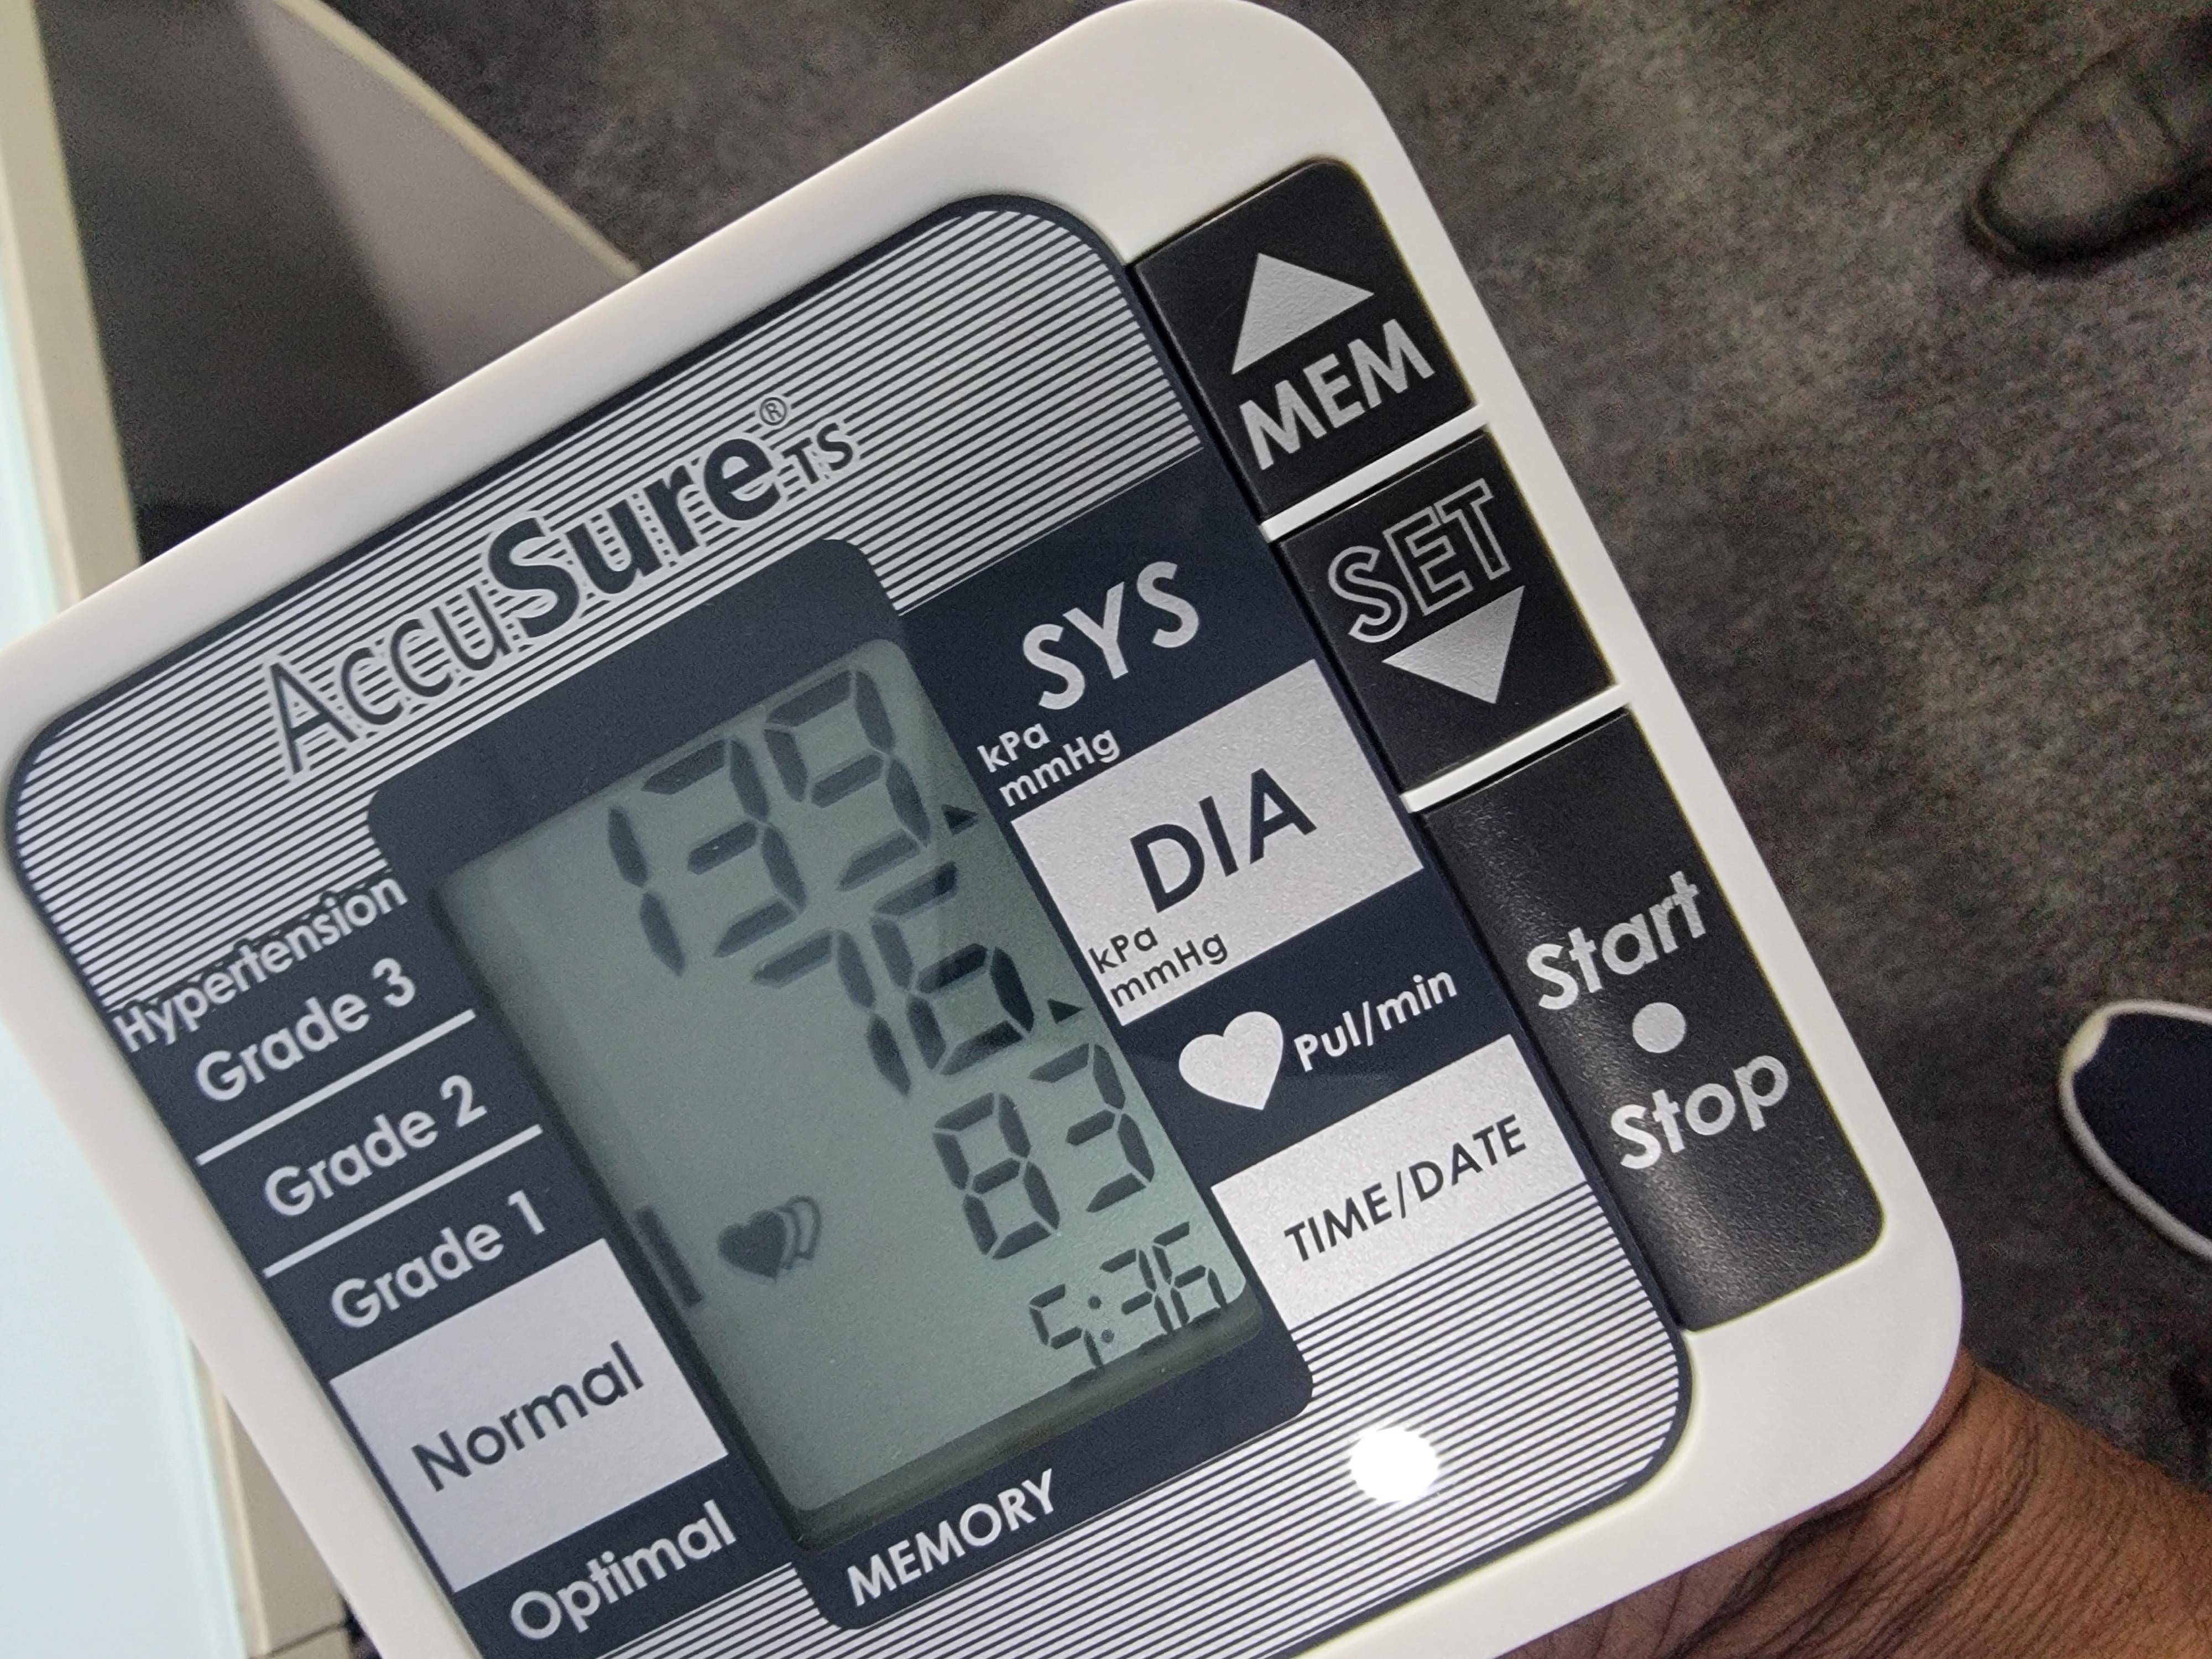 AccuSure® TS
▲
MEM
SET
▼
Start
Stop
SYS
kPa
mmHg
DIA
kPa
mmHg
Pul/min
TIME/DATE
139
76
83
5:36
Hypertension
Grade 3
Grade 2
Grade 1
Normal
Optimal
MEMORY